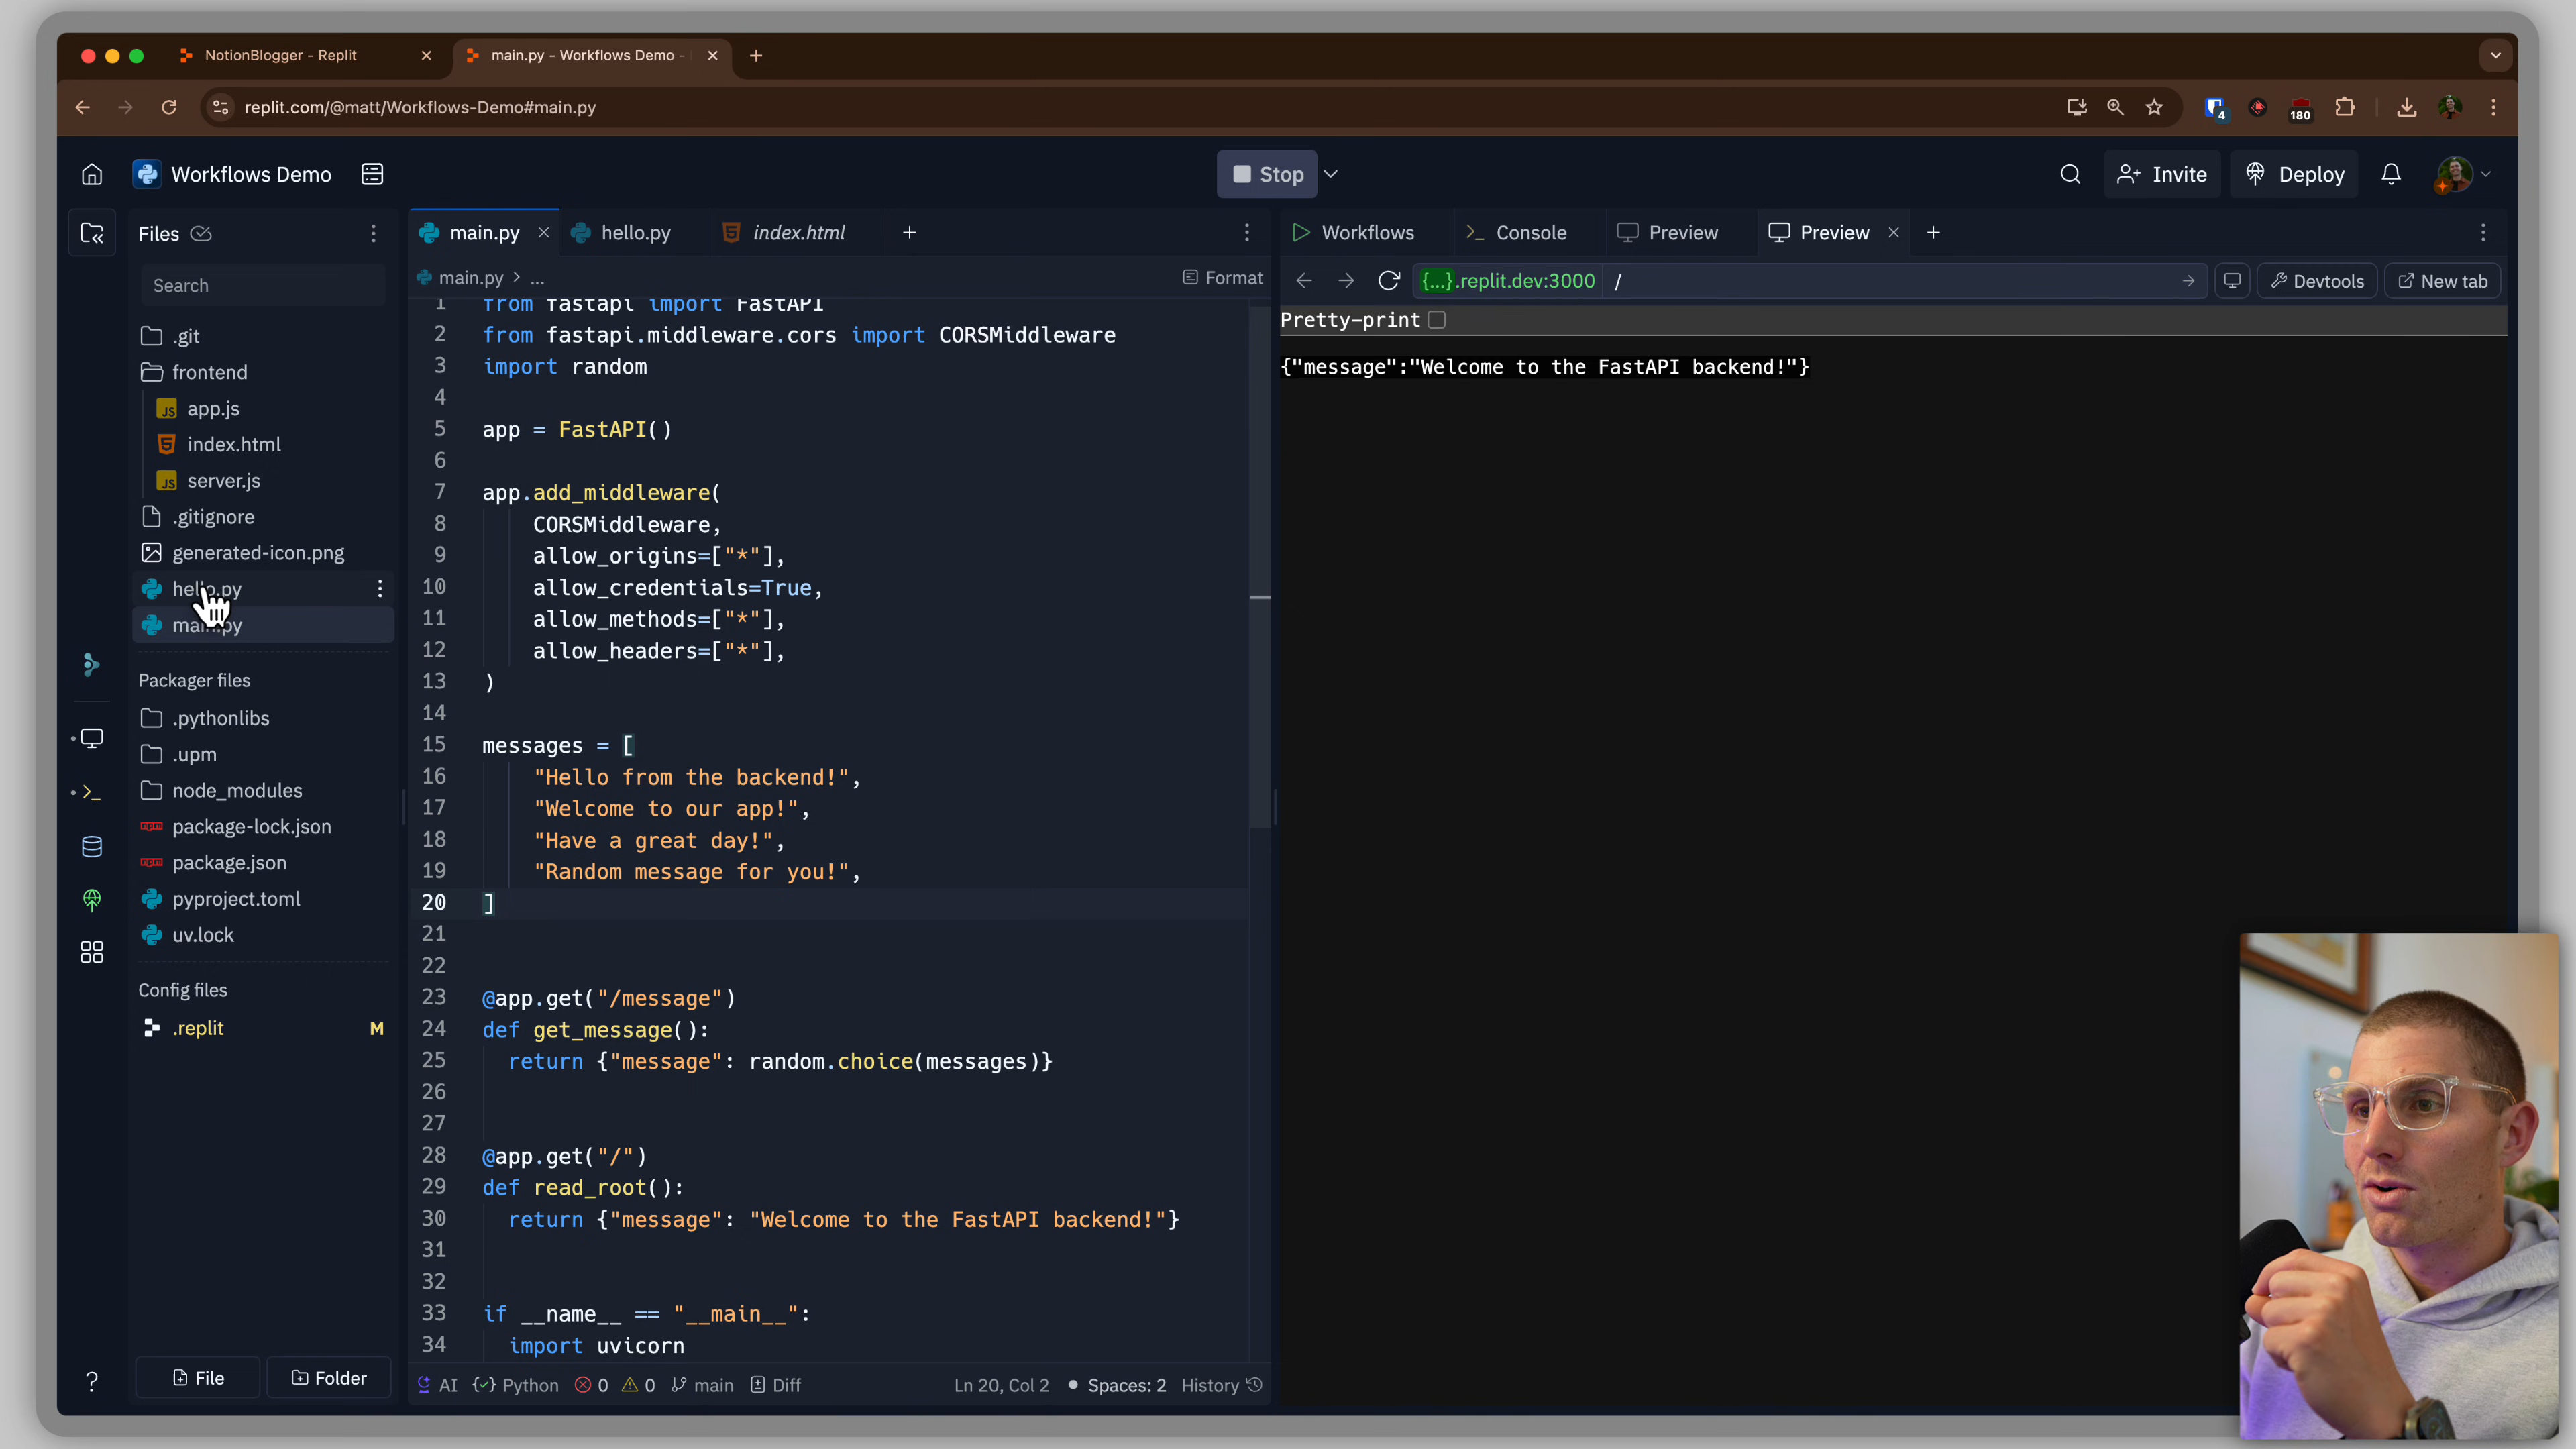 NotionBlogger - Replit
main.py - Workflows Demo -
replit.com/@matt/Workflows-Demo#main.py
4
180
Workflows Demo
Stop
Invite
Deploy
Files
Search
.git
frontend
app.js
index.html
server.js
.gitignore
generated-icon.png
hello.py
main.py
Packager files
.pythonlibs
.upm
node_modules
package-lock.json
package.json
pyproject.toml
uv.lock
Config files
.replit M
File Folder
main.py hello.py index.html
main.py > ...
Format
1 from fastapi import FastAPI
2 from fastapi.middleware.cors import CORSMiddleware
3 import random
4
5 app = FastAPI()
6
7 app.add_middleware(
8 CORSMiddleware,
9 allow_origins=["*"],
10 allow_credentials=True,
11 allow_methods=["*"],
12 allow_headers=["*"],
13 )
14
15 messages = [
16 "Hello from the backend!",
17 "Welcome to our app!",
18 "Have a great day!",
19 "Random message for you!",
20 ]
21
22
23 @app.get("/message")
24 def get_message():
25 return {"message": random.choice(messages)}
26
27
28 @app.get("/")
29 def read_root():
30 return {"message": "Welcome to the FastAPI backend!"}
31
32
33 if __name__ == "__main__":
34 import uvicorn
AI Python 0 0 main Diff Ln 20, Col 2 Spaces: 2 History
Workflows Console Preview Preview
{...}.replit.dev:3000 / Devtools New tab
Pretty-print
{"message":"Welcome to the FastAPI backend!"}